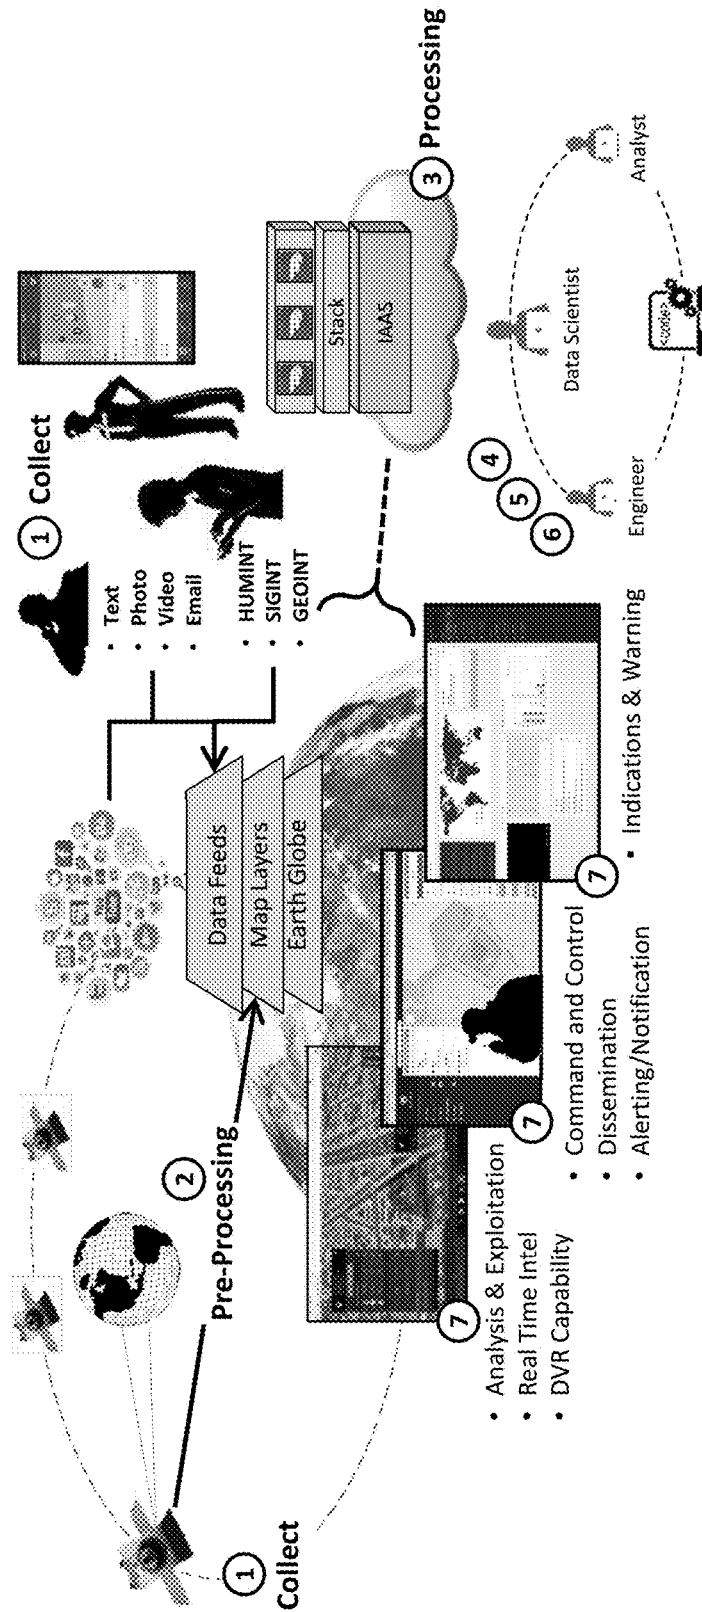 1
Collect
2
Pre-Processing
Data Feeds
Map Layers
Earth Globe
1 Collect
• Text
• Photo
• Video
• Email
• HUMINT
• SIGINT
• GEOINT
Stack
IAAS
3 Processing
7
• Analysis & Exploitation
• Real Time Intel
• DVR Capability
7
• Command and Control
• Dissemination
• Alerting/Notification
7
• Indications & Warning
4
5
6
Engineer
Data Scientist
Analyst
<code>